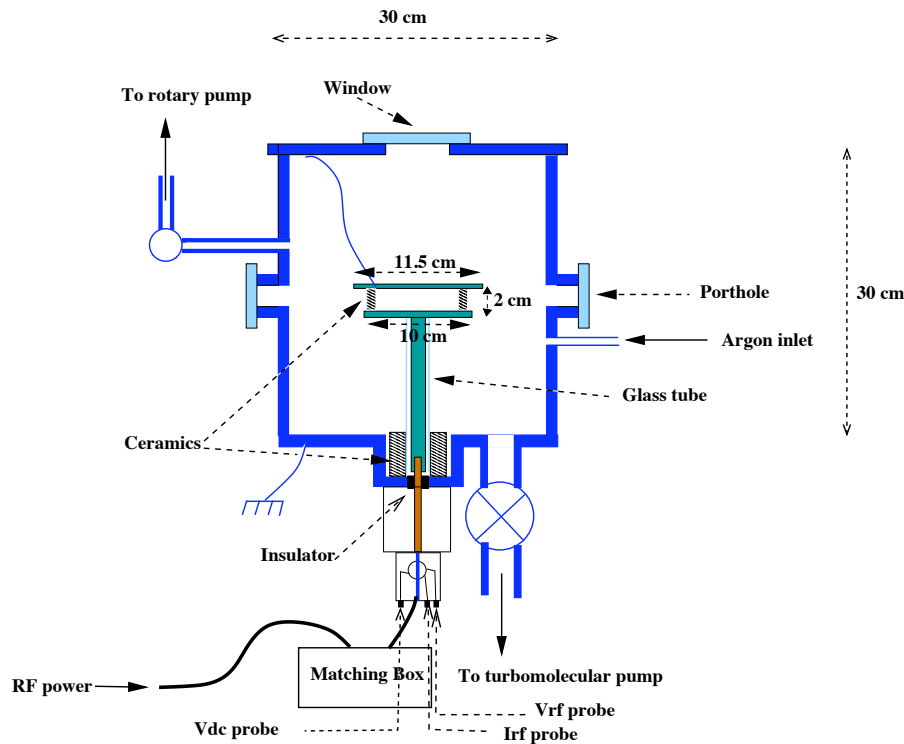 30 cm
Window
To rotary pump
11.5 cm
2 cm
Porthole
30 cm
10 cm
Argon inlet
Glass tube
Ceramics
Insulator
Matching Box
To turbomolecular pump
RF power
Vrf probe
Vdc probe
Irf probe